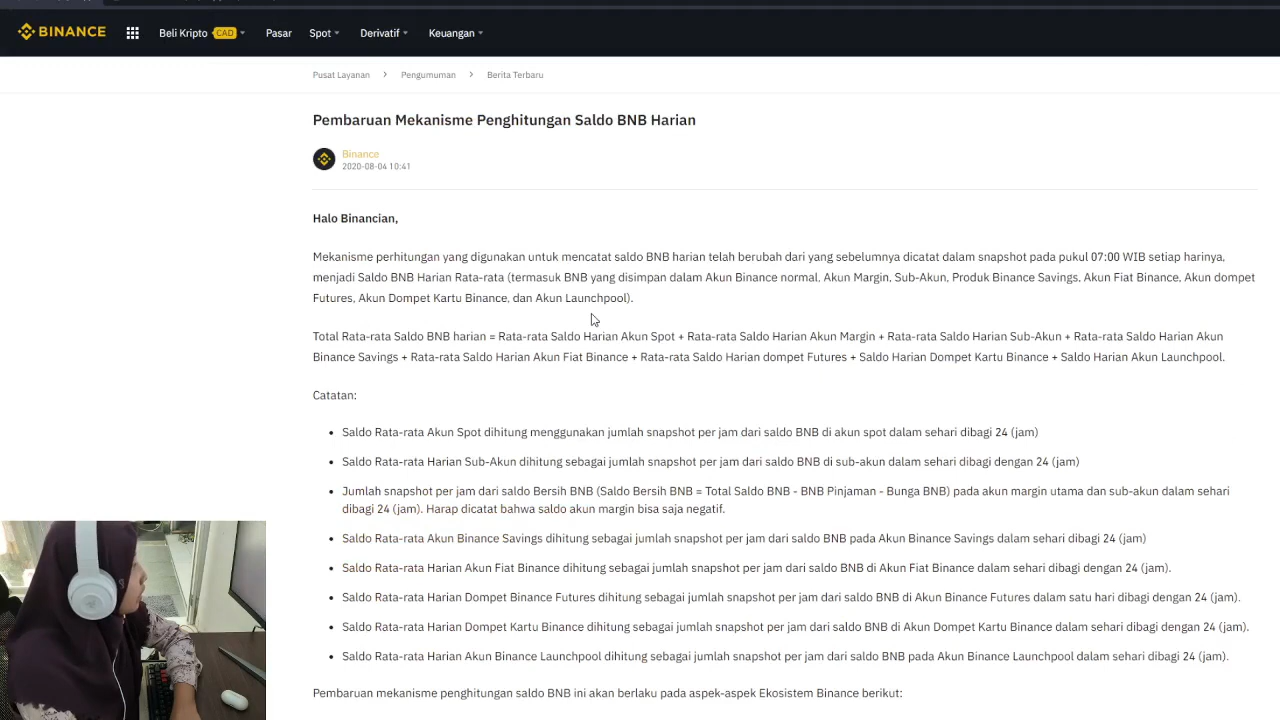 BINANCE
Beli Kripto CAD
Pasar
Spot
Derivatif
Keuangan
Pusat Layanan > Pengumuman > Berita Terbaru
Pembaruan Mekanisme Penghitungan Saldo BNB Harian
Binance
2020-08-04 10:41
Halo Binancian,
Mekanisme perhitungan yang digunakan untuk mencatat saldo BNB harian telah berubah dari yang sebelumnya dicatat dalam snapshot pada pukul 07:00 WIB setiap harinya,
menjadi Saldo BNB Harian Rata-rata (termasuk BNB yang disimpan dalam Akun Binance normal, Akun Margin, Sub-Akun, Produk Binance Savings, Akun Fiat Binance, Akun dompet
Futures, Akun Dompet Kartu Binance, dan Akun Launchpool).
Total Rata-rata Saldo BNB harian = Rata-rata Saldo Harian Akun Spot + Rata-rata Saldo Harian Akun Margin + Rata-rata Saldo Harian Sub-Akun + Rata-rata Saldo Harian Akun
Binance Savings + Rata-rata Saldo Harian Akun Fiat Binance + Rata-rata Saldo Harian dompet Futures + Saldo Harian Dompet Kartu Binance + Saldo Harian Akun Launchpool.
Catatan:
• Saldo Rata-rata Akun Spot dihitung menggunakan jumlah snapshot per jam dari saldo BNB di akun spot dalam sehari dibagi 24 (jam)
• Saldo Rata-rata Harian Sub-Akun dihitung sebagai jumlah snapshot per jam dari saldo BNB di sub-akun dalam sehari dibagi dengan 24 (jam)
• Jumlah snapshot per jam dari saldo Bersih BNB (Saldo Bersih BNB = Total Saldo BNB - BNB Pinjaman - Bunga BNB) pada akun margin utama dan sub-akun dalam sehari
dibagi 24 (jam). Harap dicatat bahwa saldo akun margin bisa saja negatif.
• Saldo Rata-rata Akun Binance Savings dihitung sebagai jumlah snapshot per jam dari saldo BNB pada Akun Binance Savings dalam sehari dibagi 24 (jam)
• Saldo Rata-rata Harian Akun Fiat Binance dihitung sebagai jumlah snapshot per jam dari saldo BNB di Akun Fiat Binance dalam sehari dibagi dengan 24 (jam).
• Saldo Rata-rata Harian Dompet Binance Futures dihitung sebagai jumlah snapshot per jam dari saldo BNB di Akun Binance Futures dalam satu hari dibagi dengan 24 (jam).
• Saldo Rata-rata Harian Dompet Kartu Binance dihitung sebagai jumlah snapshot per jam dari saldo BNB di Akun Dompet Kartu Binance dalam sehari dibagi dengan 24 (jam).
• Saldo Rata-rata Harian Akun Binance Launchpool dihitung sebagai jumlah snapshot per jam dari saldo BNB pada Akun Binance Launchpool dalam sehari dibagi 24 (jam).
Pembaruan mekanisme penghitungan saldo BNB ini akan berlaku pada aspek-aspek Ekosistem Binance berikut: